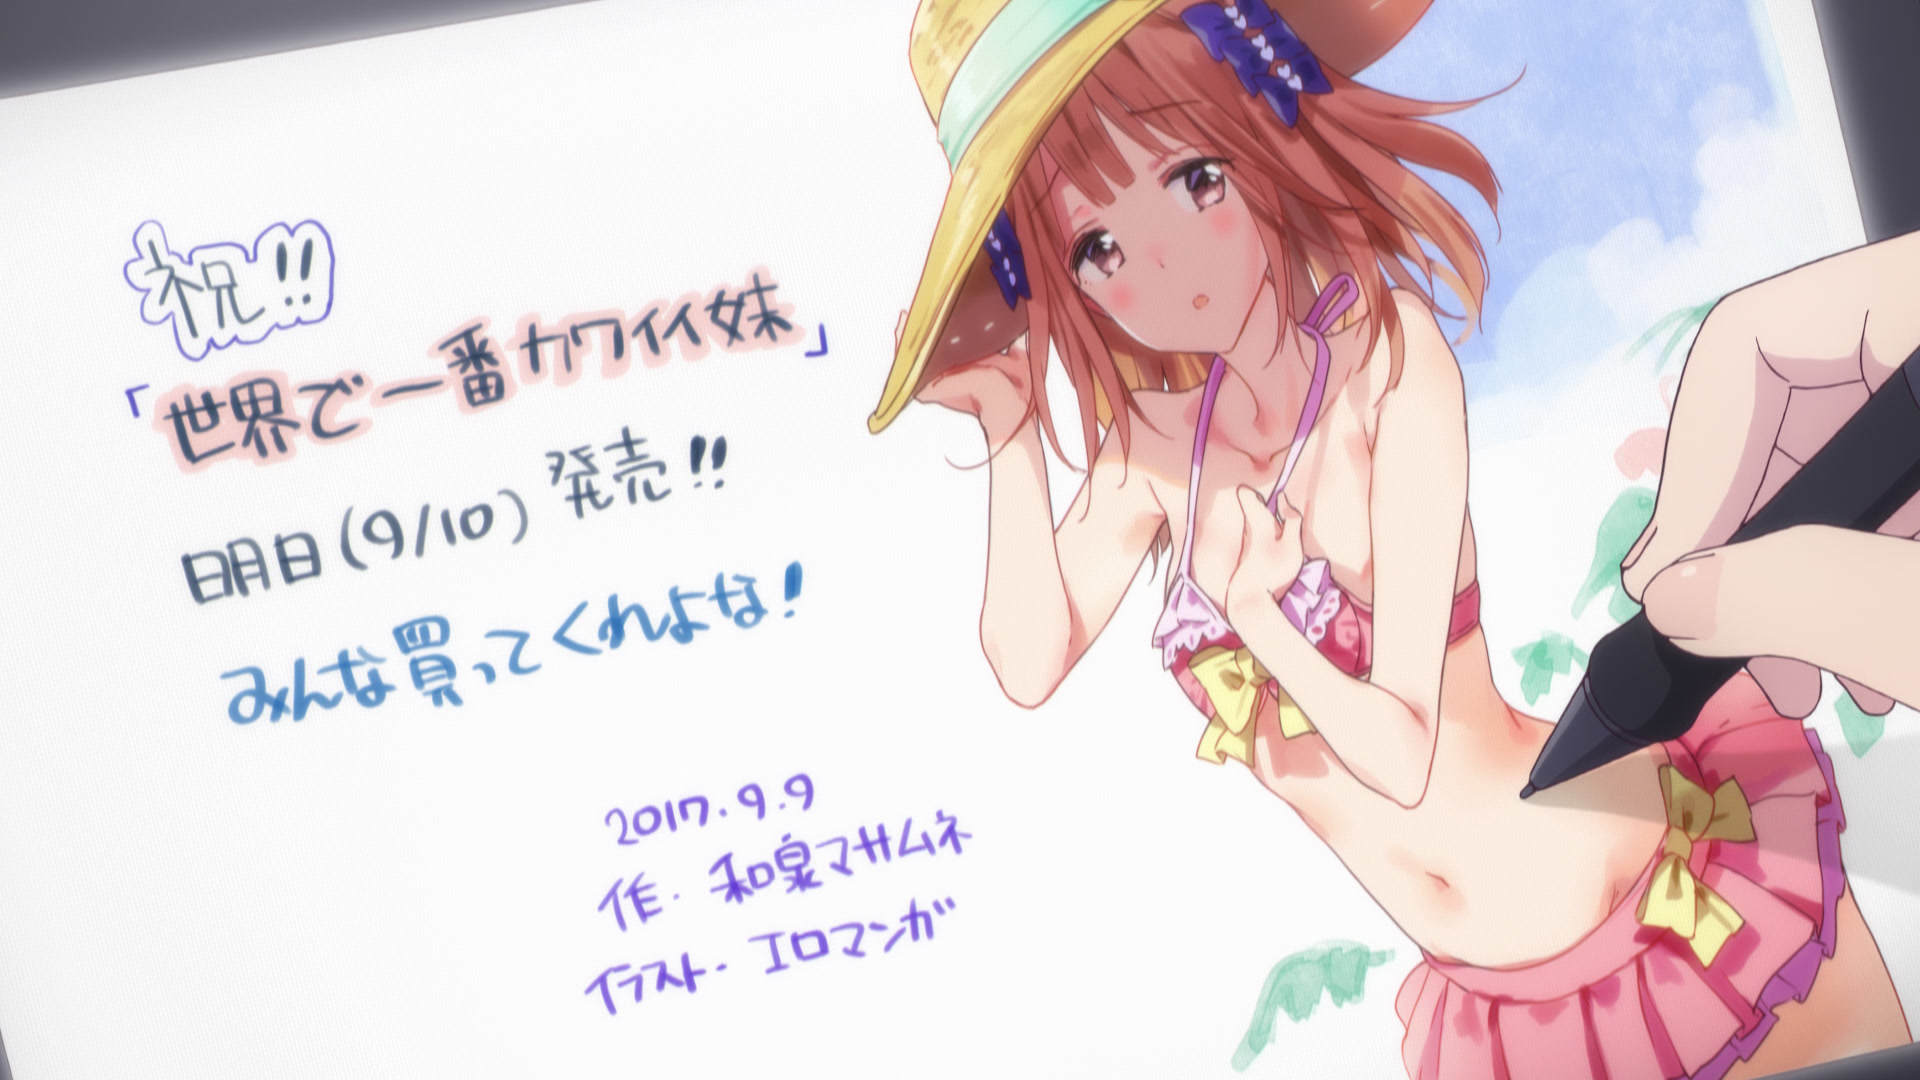 祝!!
「世界で一番カワイイ妹」
明日(9/10)発売!!
みんな買ってくれよな!
2017.9.9
作・和泉マサムネ
イラスト・エロマンガ